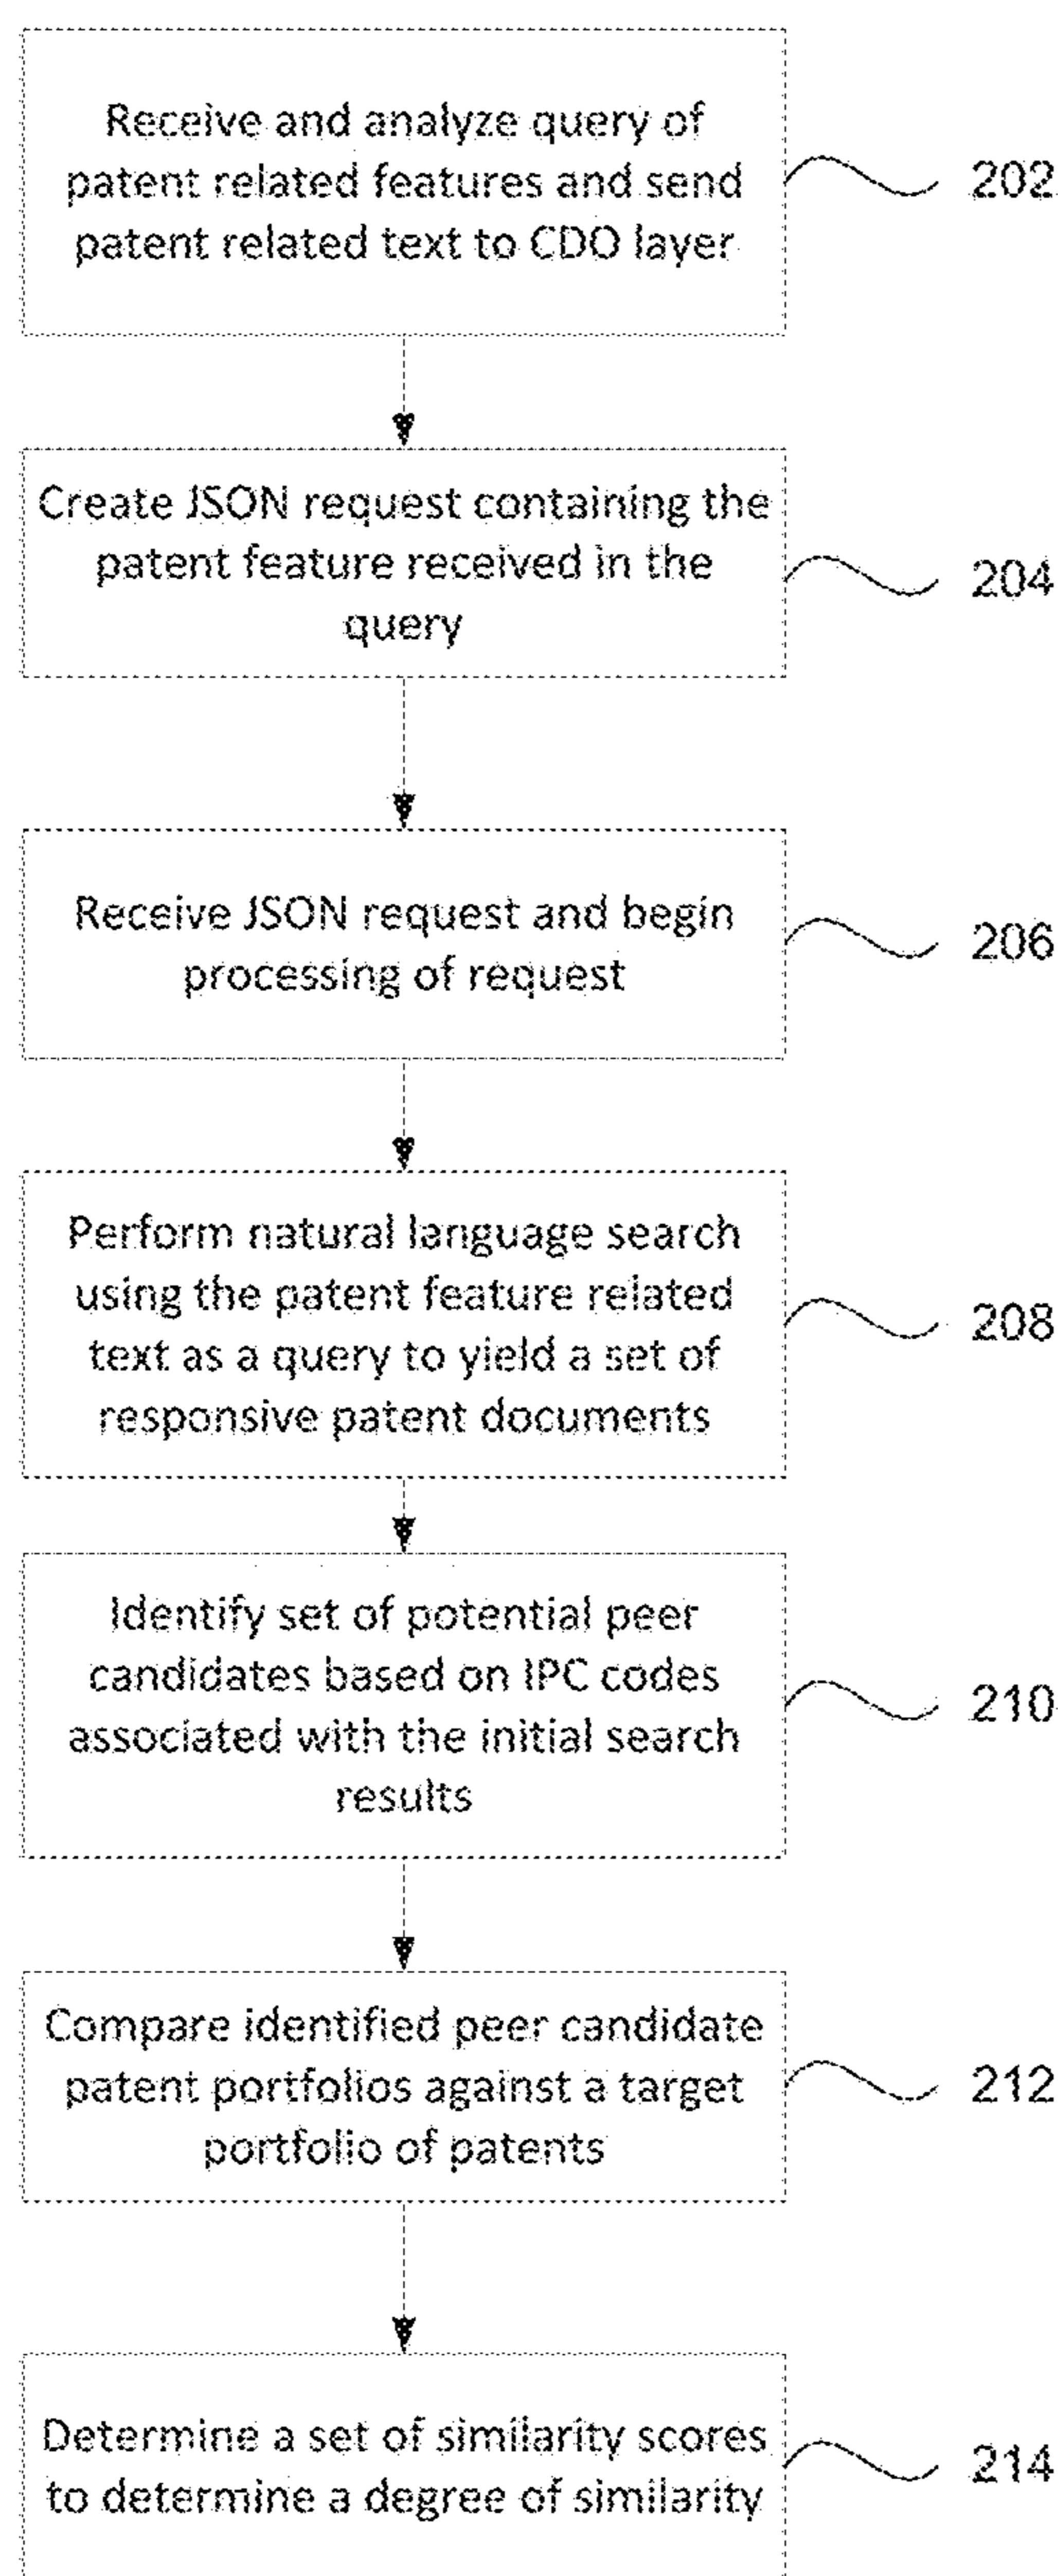 Receive and analyze query of
patent related features and send
patent related text to CDO layer
202
Create JSON request containing the
patent feature received in the
query
204
Receive JSON request and begin
processing of request
206
Perform natural language search
using the patent feature related
text as a query to yield a set of
responsive patent documents
208
Identify set of potential peer
candidates based on IPC codes
associated with the initial search
results
210
Compare identified peer candidate
patent portfolios against a target
portfolio of patents
212
Determine a set of similarity scores
to determine a degree of similarity
214